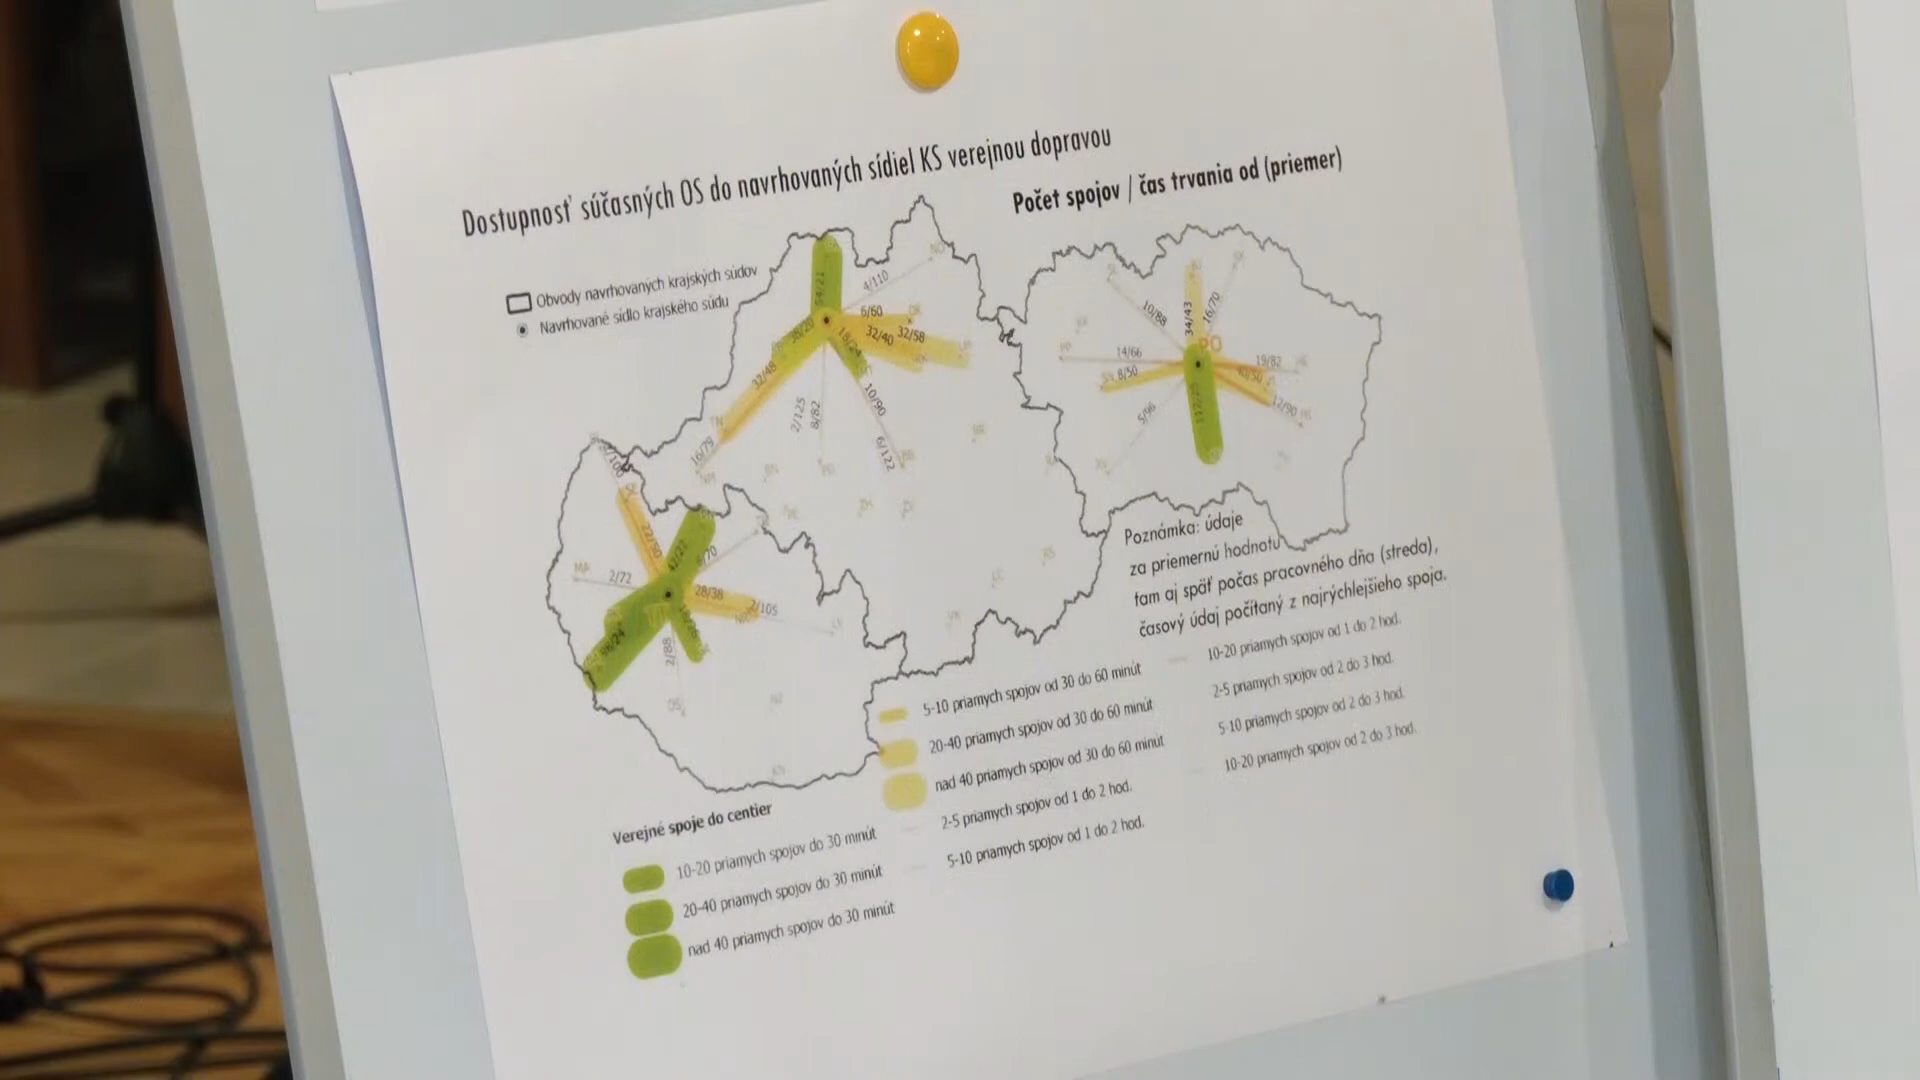 Dostupnosť súčasných OS do navrhovaných sídiel KS verejnou dopravou
Počet spojov / čas trvania od (priemer)
Obvody navrhovaných krajských súdov
Navrhované sídlo krajského súdu
54/21
4/110
6/60
32/40
32/58
18/24
32/48
16/79
2/125
8/82
10/90
6/122
10/88
34/43
16/70
PO
14/66
8/50
19/82
12/90
5/96
22/50
42/22
2/72
28/38
2/105
2/88
MA
Poznámka: údaje
za priemernú hodnotu
tam aj späť počas pracovného dňa (streda),
časový údaj počítaný z najrýchlejšieho spoja.
Verejné spoje do centier
10-20 priamych spojov do 30 minút
20-40 priamych spojov do 30 minút
nad 40 priamych spojov do 30 minút
5-10 priamych spojov od 30 do 60 minút
20-40 priamych spojov od 30 do 60 minút
nad 40 priamych spojov od 30 do 60 minút
2-5 priamych spojov od 1 do 2 hod.
5-10 priamych spojov od 1 do 2 hod.
10-20 priamych spojov od 1 do 2 hod.
2-5 priamych spojov od 2 do 3 hod.
5-10 priamych spojov od 2 do 3 hod.
10-20 priamych spojov od 2 do 3 hod.